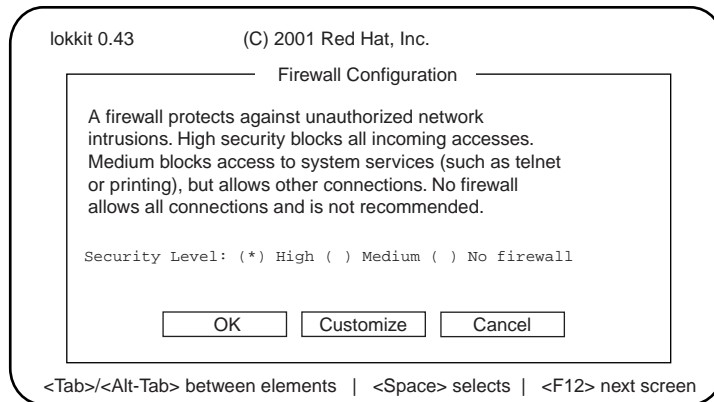 lokkit 0.43 (C) 2001 Red Hat, Inc.
Firewall Configuration
A firewall protects against unauthorized network
intrusions. High security blocks all incoming accesses.
Medium blocks access to system services (such as telnet
or printing), but allows other connections. No firewall
allows all connections and is not recommended.
Security Level: (*) High ( ) Medium ( ) No firewall
OK Customize Cancel
<Tab>/<Alt-Tab> between elements | <Space> selects | <F12> next screen